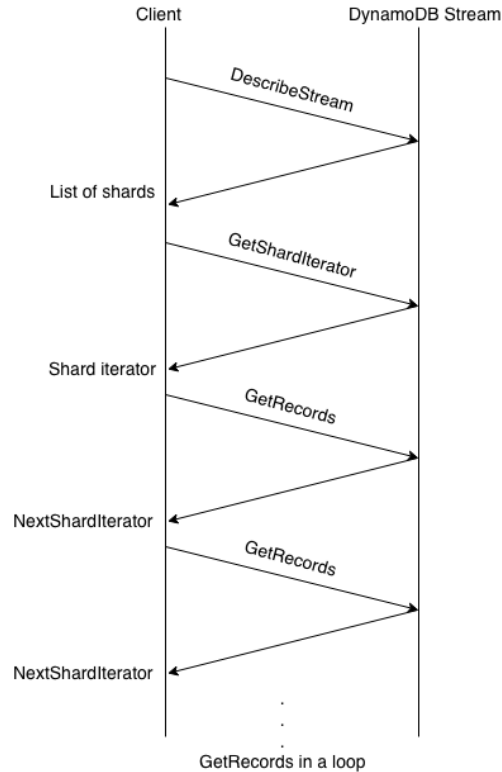 Client
DynamoDB Stream
DescribeStream
List of shards
GetShardIterator
Shard iterator
GetRecords
NextShardIterator
GetRecords
NextShardIterator
.
.
.
GetRecords in a loop